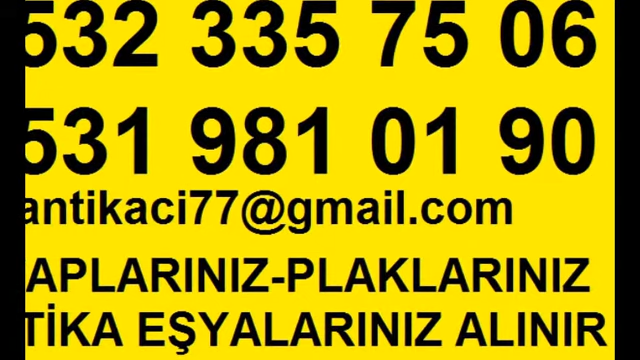 532 335 75 06
531 981 01 90
antikaci77@gmail.com
APLARINIZ-PLAKLARINIZ
TİKA EŞYALARINIZ ALINIR